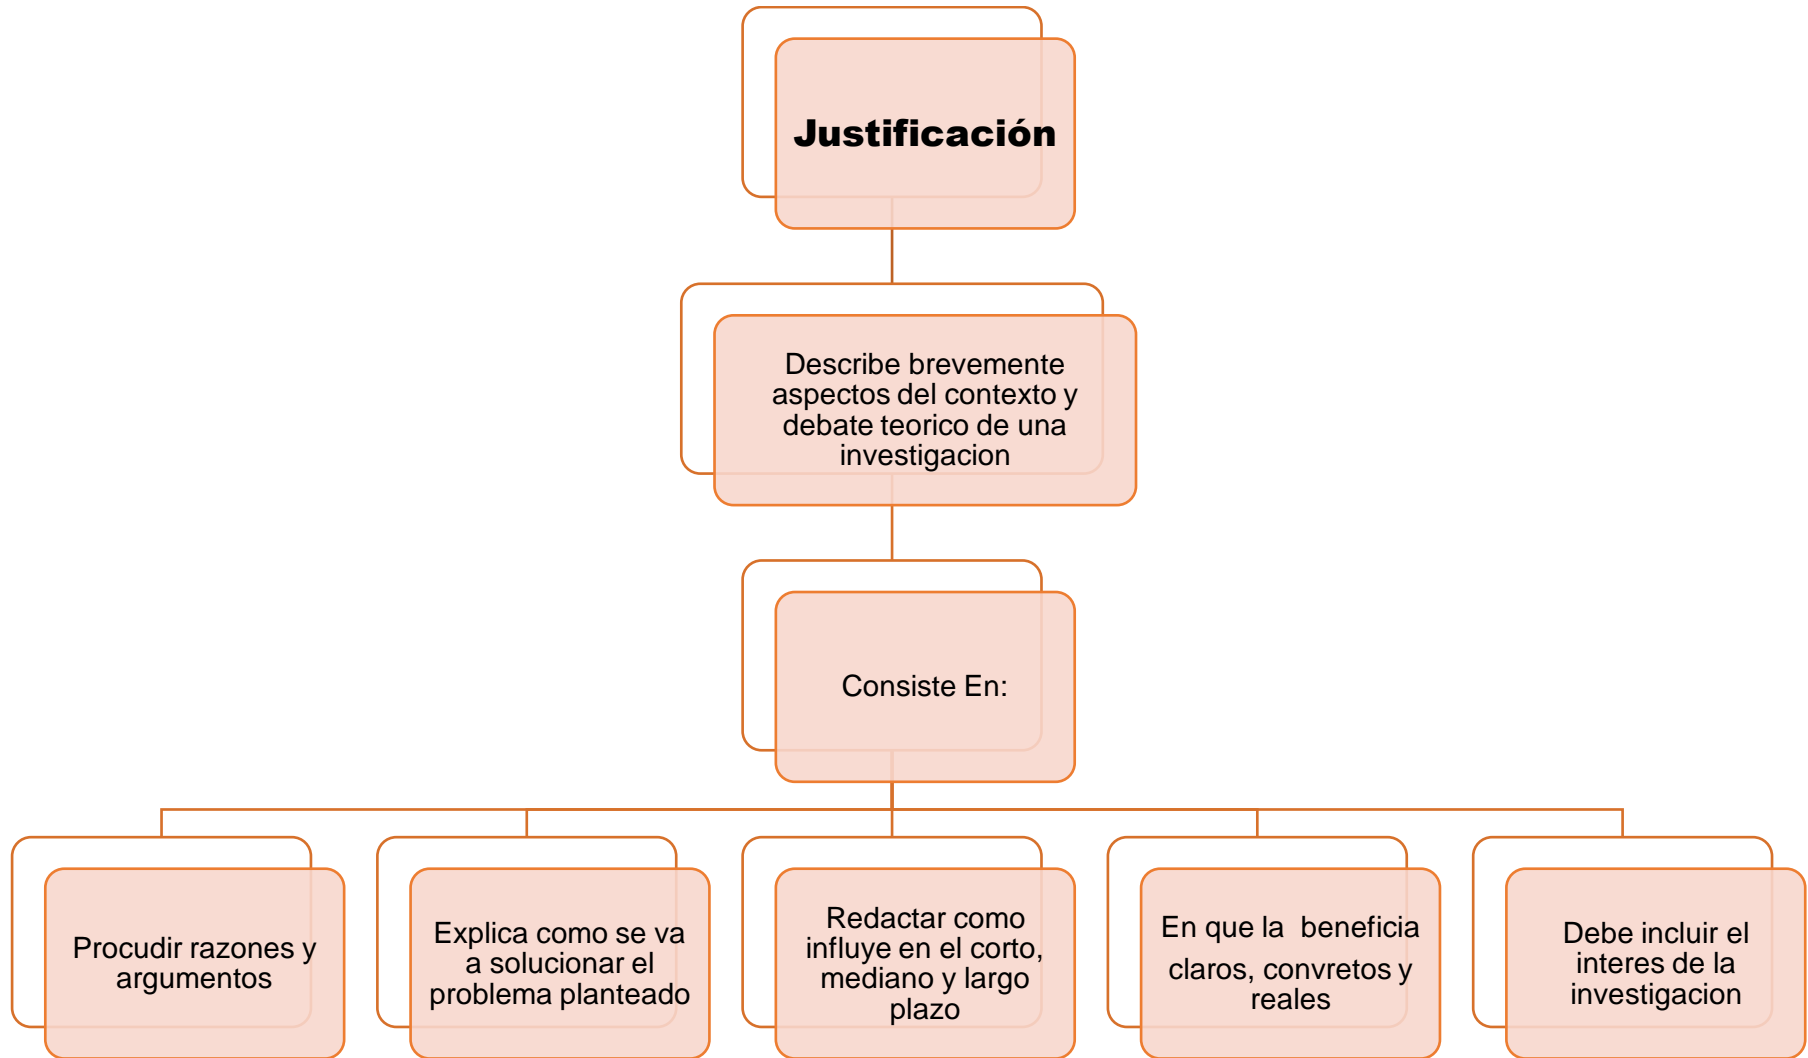 Justificación
Describe brevemente
aspectos del contexto y
debate teorico de una
investigacion
Consiste En:
Procudir razones y
argumentos
Explica como se va
a solucionar el
problema planteado
Redactar como
influye en el corto,
mediano y largo
plazo
En que la  beneficia
claros, convretos y
reales
Debe incluir el
interes de la
investigacion